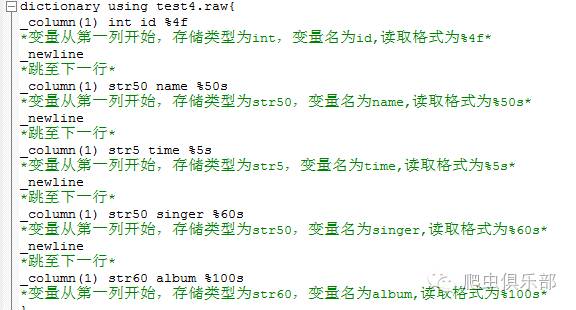 dictionary using test4.raw{
_column(1) int id %4f
*变量从第一列开始，存储类型为int，变量名为id,读取格式为%4f*
_newline
*跳至下一行*
_column(1) str50 name %50s
*变量从第一列开始，存储类型为str50，变量名为name,读取格式为%50s*
_newline
*跳至下一行*
_column(1) str5 time %5s
*变量从第一列开始，存储类型为str5，变量名为time,读取格式为%5s*
_newline
*跳至下一行*
_column(1) str50 singer %60s
*变量从第一列开始，存储类型为str50，变量名为singer,读取格式为%60s*
_newline
*跳至下一行*
_column(1) str60 album %100s
*变量从第一列开始，存储类型为str60，变量名为album,读取格式为%100s*
爬虫俱乐部
}